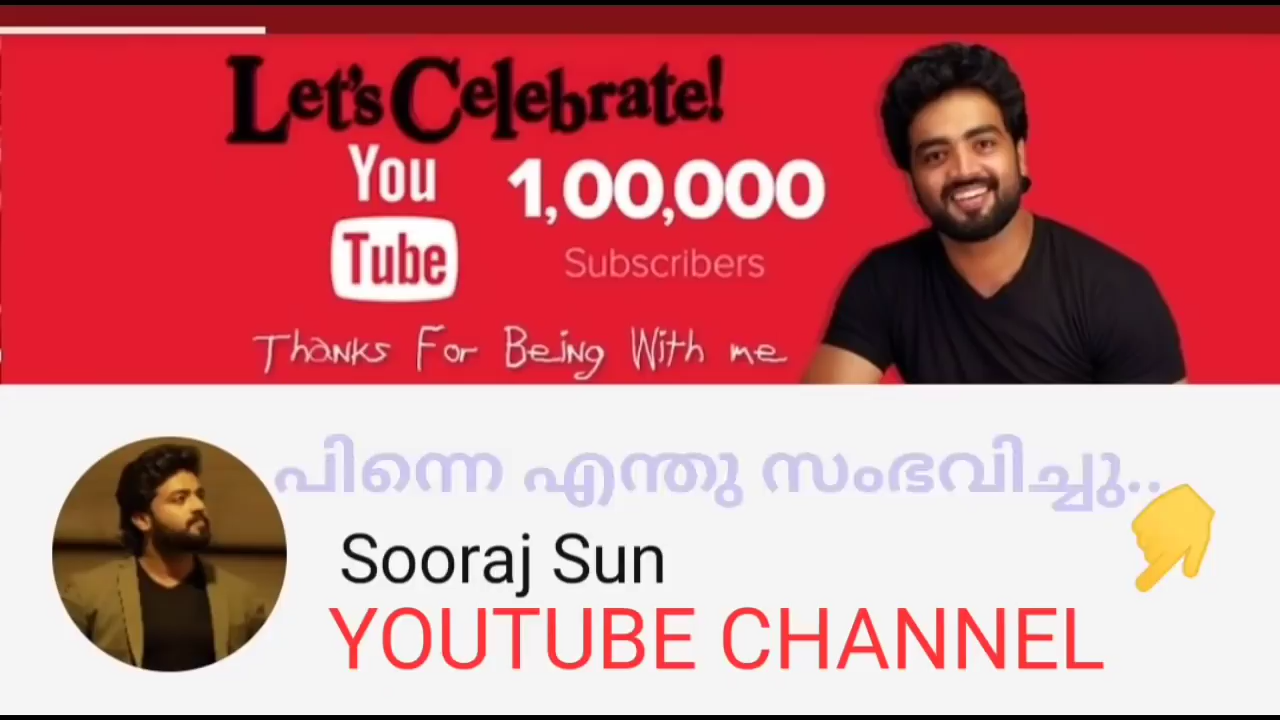 Let's Celebrate!
You
Tube
1,00,000
Subscribers
Thanks For Being With me
പിന്നെ എന്തു സംഭവിച്ചു..
Sooraj Sun
YOUTUBE CHANNEL